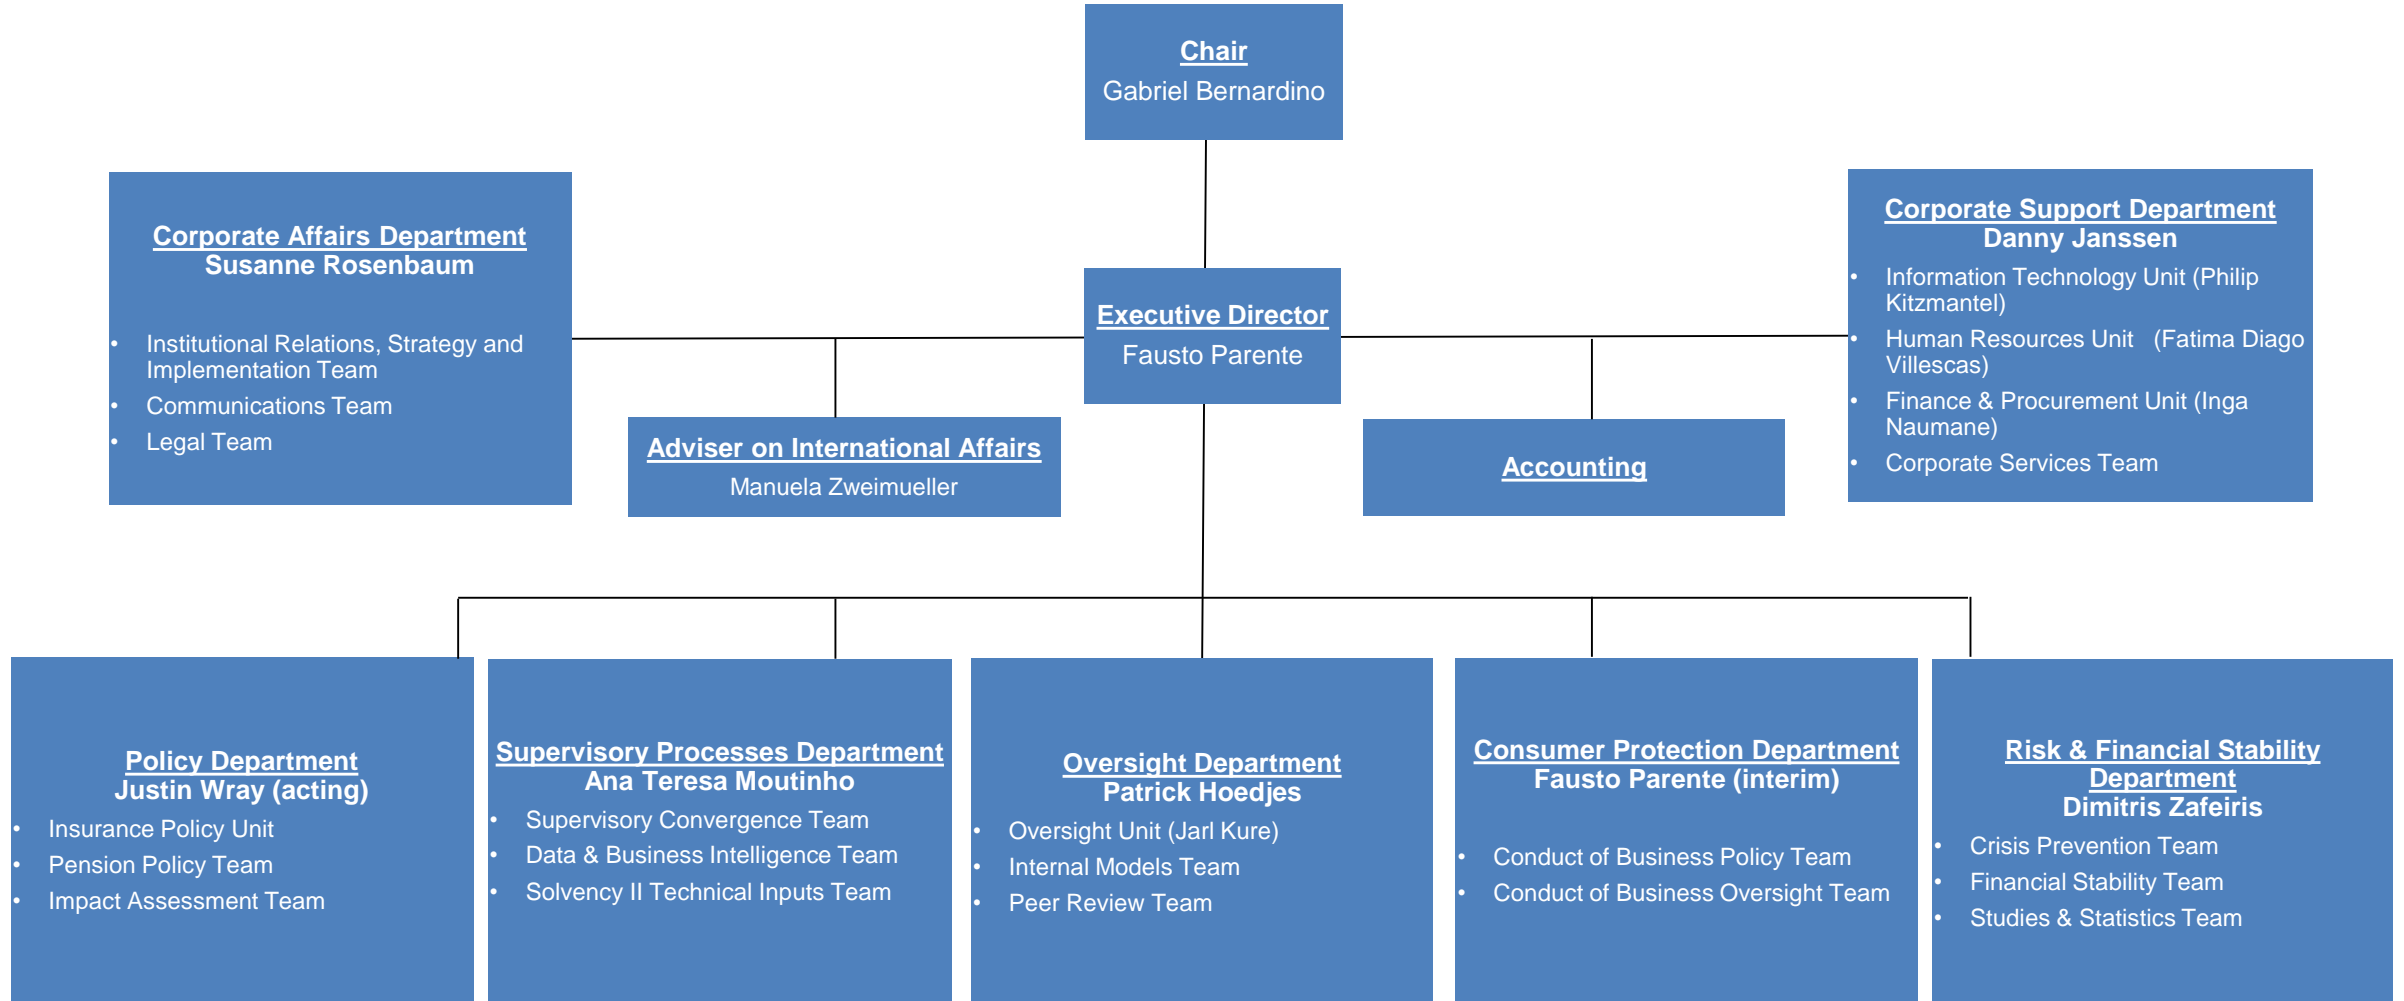 Chair
Gabriel Bernardino
Corporate Affairs Department
Susanne Rosenbaum
• Institutional Relations, Strategy and
Implementation Team
• Communications Team
• Legal Team
Executive Director
Fausto Parente
Corporate Support Department
Danny Janssen
• Information Technology Unit (Philip
Kitzmantel)
• Human Resources Unit (Fatima Diago
Villescas)
• Finance & Procurement Unit (Inga
Naumane)
• Corporate Services Team
Adviser on International Affairs
Manuela Zweimueller
Accounting
Policy Department
Justin Wray (acting)
• Insurance Policy Unit
• Pension Policy Team
• Impact Assessment Team
Supervisory Processes Department
Ana Teresa Moutinho
• Supervisory Convergence Team
• Data & Business Intelligence Team
• Solvency II Technical Inputs Team
Oversight Department
Patrick Hoedjes
• Oversight Unit (Jarl Kure)
• Internal Models Team
• Peer Review Team
Consumer Protection Department
Fausto Parente (interim)
• Conduct of Business Policy Team
• Conduct of Business Oversight Team
Risk & Financial Stability
Department
Dimitris Zafeiris
• Crisis Prevention Team
• Financial Stability Team
• Studies & Statistics Team